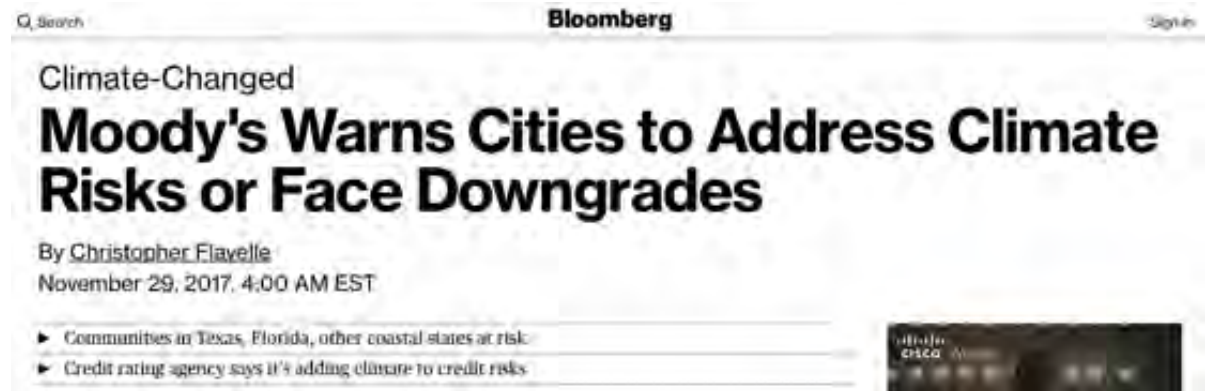 Search
Bloomberg
Sign In
Climate-Changed
Moody's Warns Cities to Address Climate
Risks or Face Downgrades
By Christopher Flavelle
November 29, 2017, 4:00 AM EST
► Communities in Texas, Florida, other coastal states at risk
► Credit rating agency says it's adding climate to credit risks
cisco